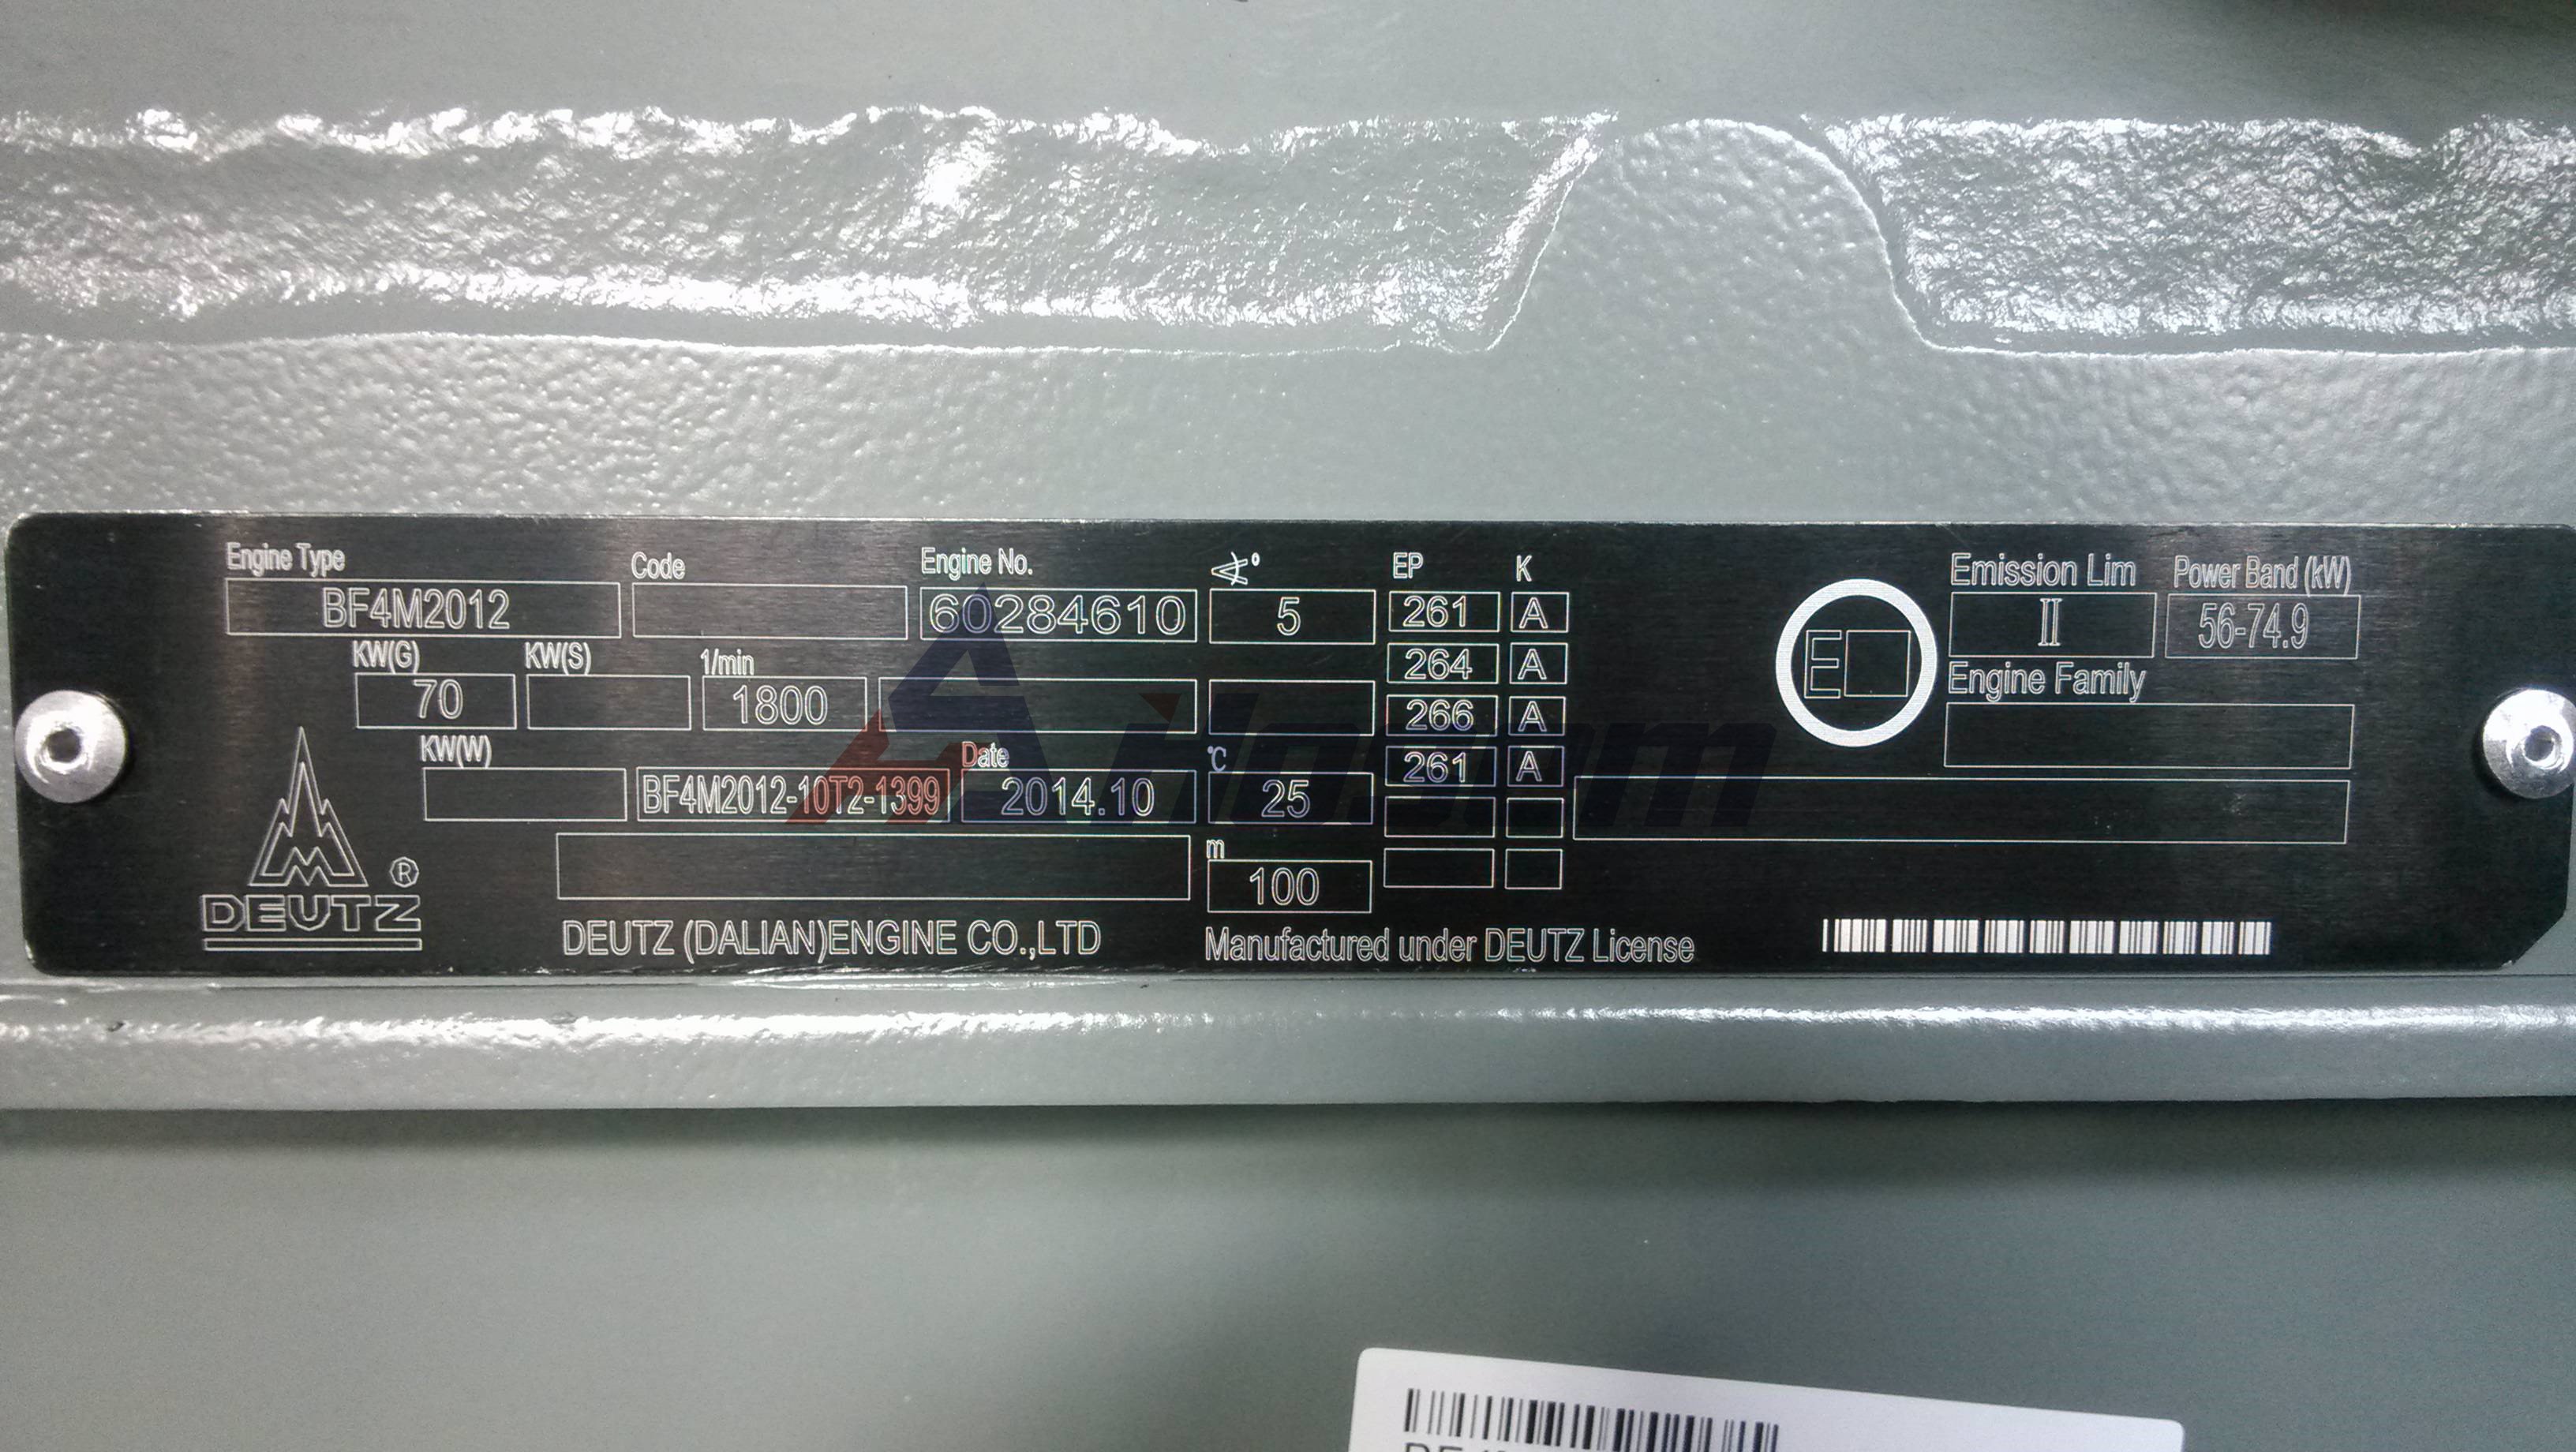 Engine Type Code Engine No. ∢° EP K Emission Lim Power Band (kW)
BF4M2012 60284610 5 261 A E II 56-74.9
KW(G) KW(S) 1/min 264 A Engine Family
70 1800 266 A
KW(W) Date °C 261 A
BF4M2012-10T2-1399 2014.10 25
m
100
DEUTZ ®
DEUTZ (DALIAN)ENGINE CO.,LTD Manufactured under DEUTZ License